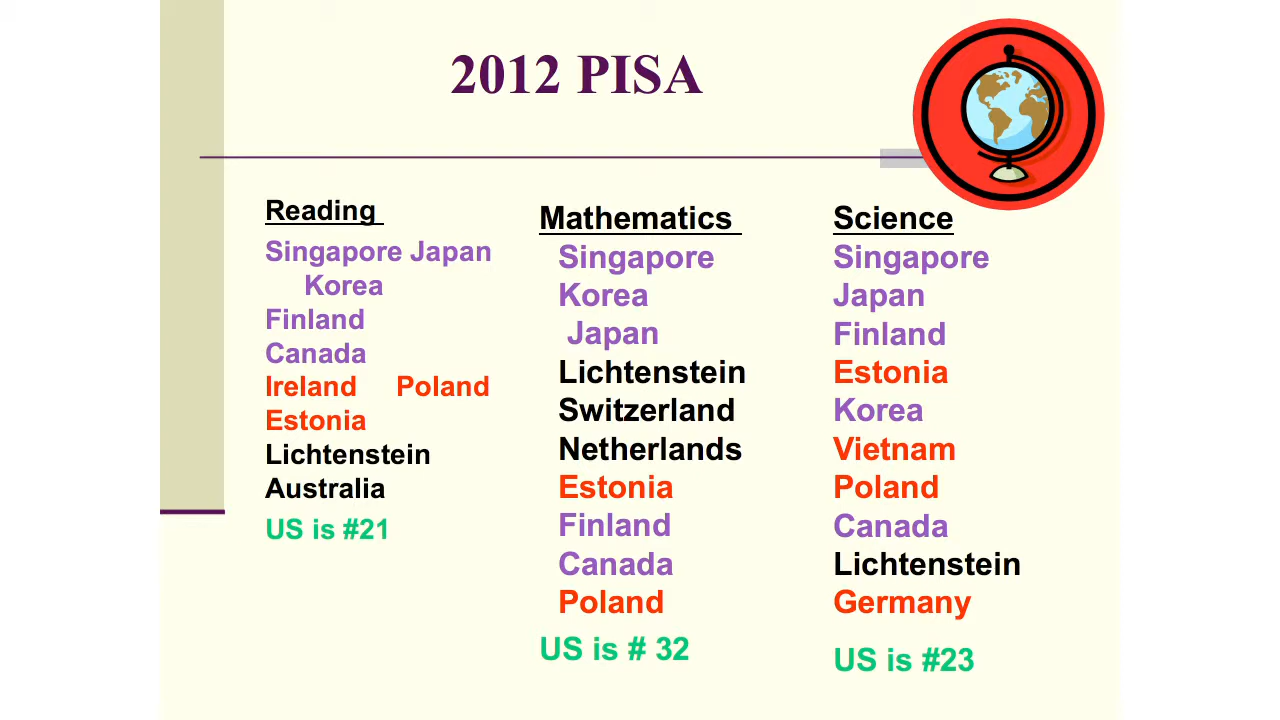 2012 PISA
Reading
Singapore Japan
Korea
Finland
Canada
Ireland Poland
Estonia
Lichtenstein
Australia
US is #21
Mathematics
Singapore
Korea
Japan
Lichtenstein
Switzerland
Netherlands
Estonia
Finland
Canada
Poland
US is # 32
Science
Singapore
Japan
Finland
Estonia
Korea
Vietnam
Poland
Canada
Lichtenstein
Germany
US is #23